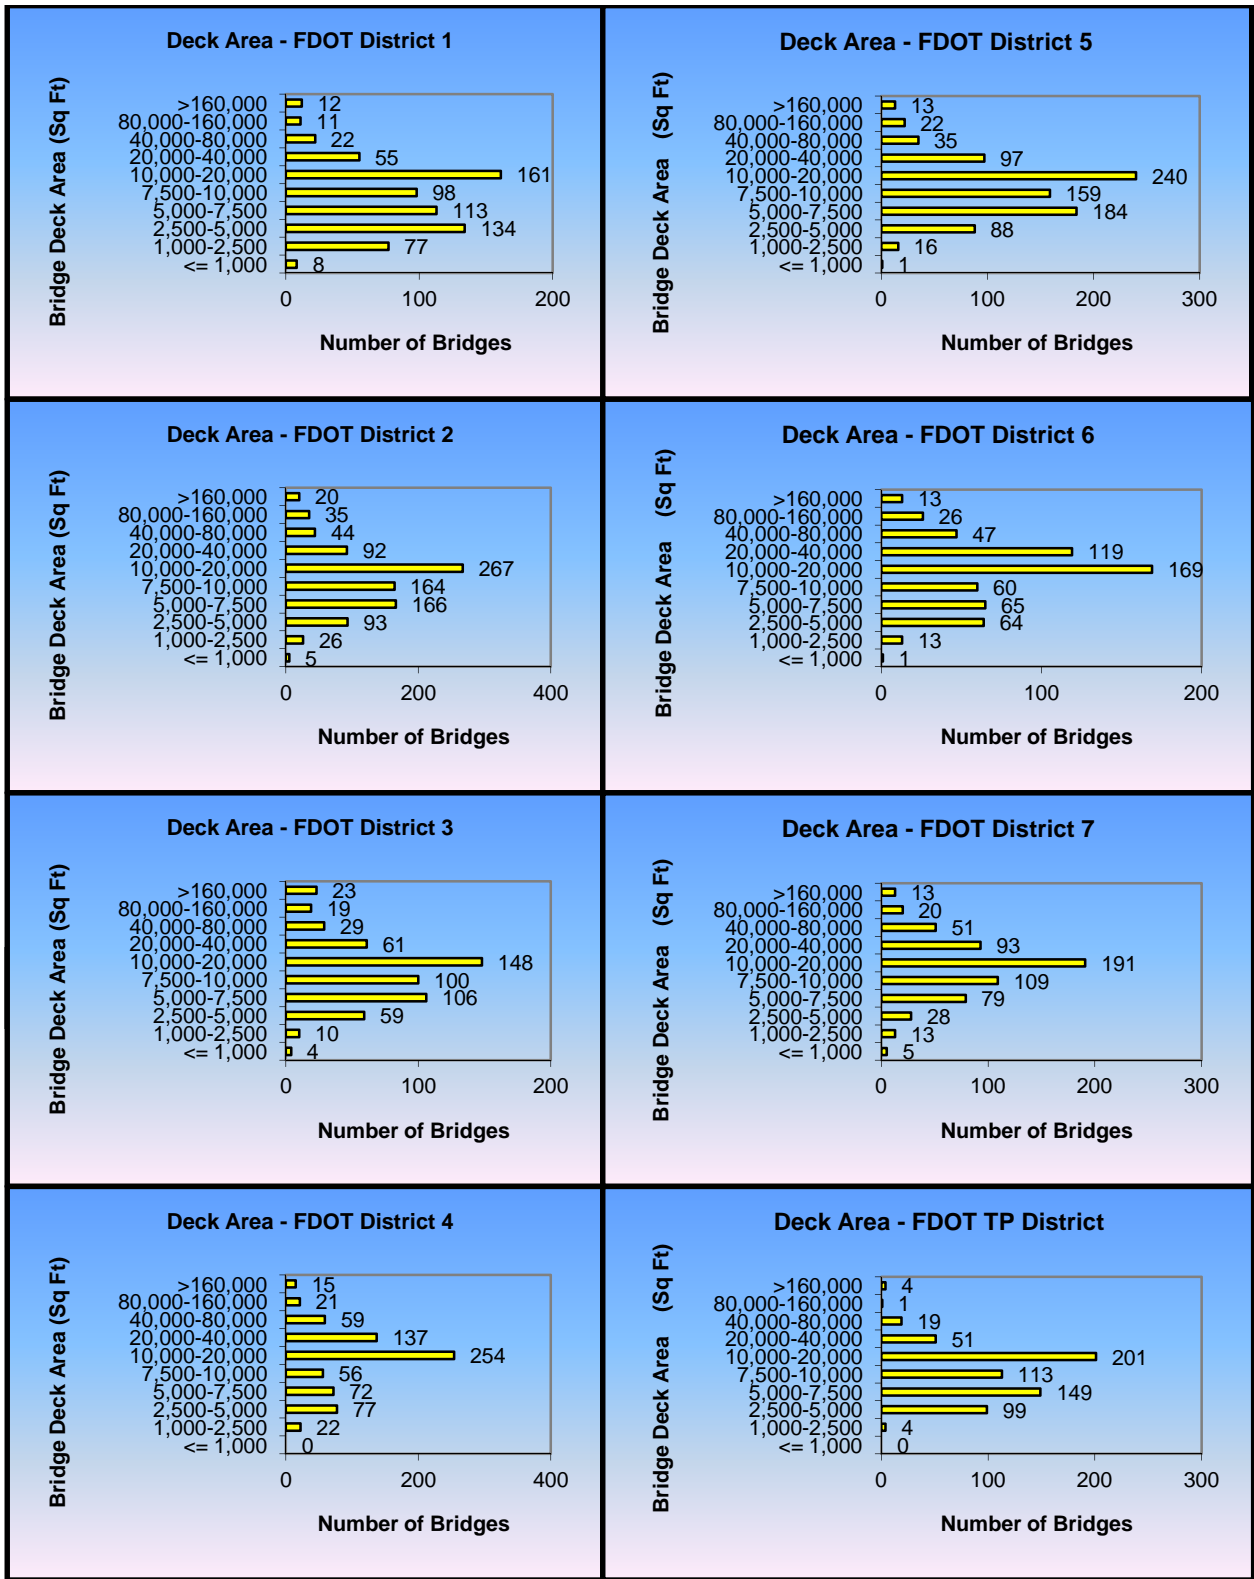 Deck Area - FDOT District 1
Bridge Deck Area (Sq Ft)
>160,000 12
80,000-160,000 11
40,000-80,000 22
20,000-40,000 55
10,000-20,000 161
7,500-10,000 98
5,000-7,500 113
2,500-5,000 134
1,000-2,500 77
<= 1,000 8
0 100 200
Number of Bridges
Deck Area - FDOT District 5
Bridge Deck Area (Sq Ft)
>160,000 13
80,000-160,000 22
40,000-80,000 35
20,000-40,000 97
10,000-20,000 240
7,500-10,000 159
5,000-7,500 184
2,500-5,000 88
1,000-2,500 16
<= 1,000 1
0 100 200 300
Number of Bridges
Deck Area - FDOT District 2
Bridge Deck Area (Sq Ft)
>160,000 20
80,000-160,000 35
40,000-80,000 44
20,000-40,000 92
10,000-20,000 267
7,500-10,000 164
5,000-7,500 166
2,500-5,000 93
1,000-2,500 26
<= 1,000 5
0 200 400
Number of Bridges
Deck Area - FDOT District 6
Bridge Deck Area (Sq Ft)
>160,000 13
80,000-160,000 26
40,000-80,000 47
20,000-40,000 119
10,000-20,000 169
7,500-10,000 60
5,000-7,500 65
2,500-5,000 64
1,000-2,500 13
<= 1,000 1
0 100 200
Number of Bridges
Deck Area - FDOT District 3
Bridge Deck Area (Sq Ft)
>160,000 23
80,000-160,000 19
40,000-80,000 29
20,000-40,000 61
10,000-20,000 148
7,500-10,000 100
5,000-7,500 106
2,500-5,000 59
1,000-2,500 10
<= 1,000 4
0 100 200
Number of Bridges
Deck Area - FDOT District 7
Bridge Deck Area (Sq Ft)
>160,000 13
80,000-160,000 20
40,000-80,000 51
20,000-40,000 93
10,000-20,000 191
7,500-10,000 109
5,000-7,500 79
2,500-5,000 28
1,000-2,500 13
<= 1,000 5
0 100 200 300
Number of Bridges
Deck Area - FDOT District 4
Bridge Deck Area (Sq Ft)
>160,000 15
80,000-160,000 21
40,000-80,000 59
20,000-40,000 137
10,000-20,000 254
7,500-10,000 56
5,000-7,500 72
2,500-5,000 77
1,000-2,500 22
<= 1,000 0
0 200 400
Number of Bridges
Deck Area - FDOT TP District
Bridge Deck Area (Sq Ft)
>160,000 4
80,000-160,000 1
40,000-80,000 19
20,000-40,000 51
10,000-20,000 201
7,500-10,000 113
5,000-7,500 149
2,500-5,000 99
1,000-2,500 4
<= 1,000 0
0 100 200 300
Number of Bridges